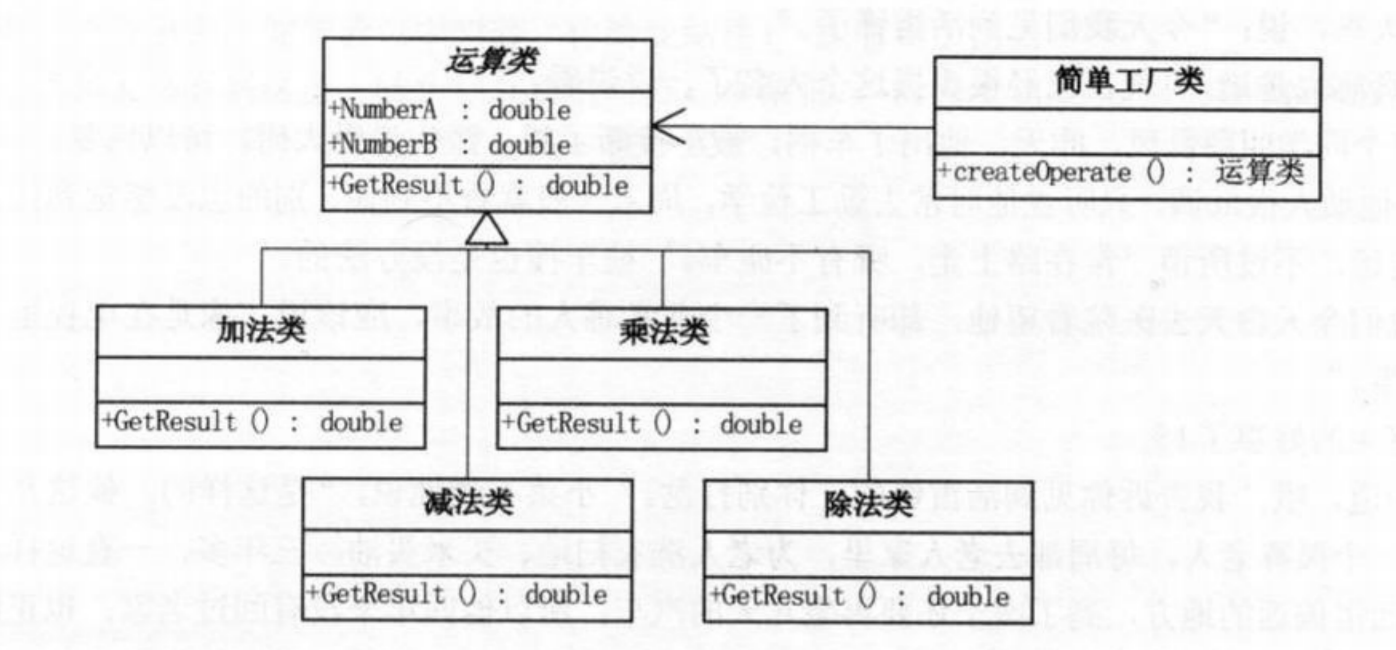 运算类
+NumberA : double
+NumberB : double
+GetResult () : double
简单工厂类
+createOperate () : 运算类
加法类
+GetResult () : double
乘法类
+GetResult () : double
减法类
+GetResult () : double
除法类
+GetResult () : double